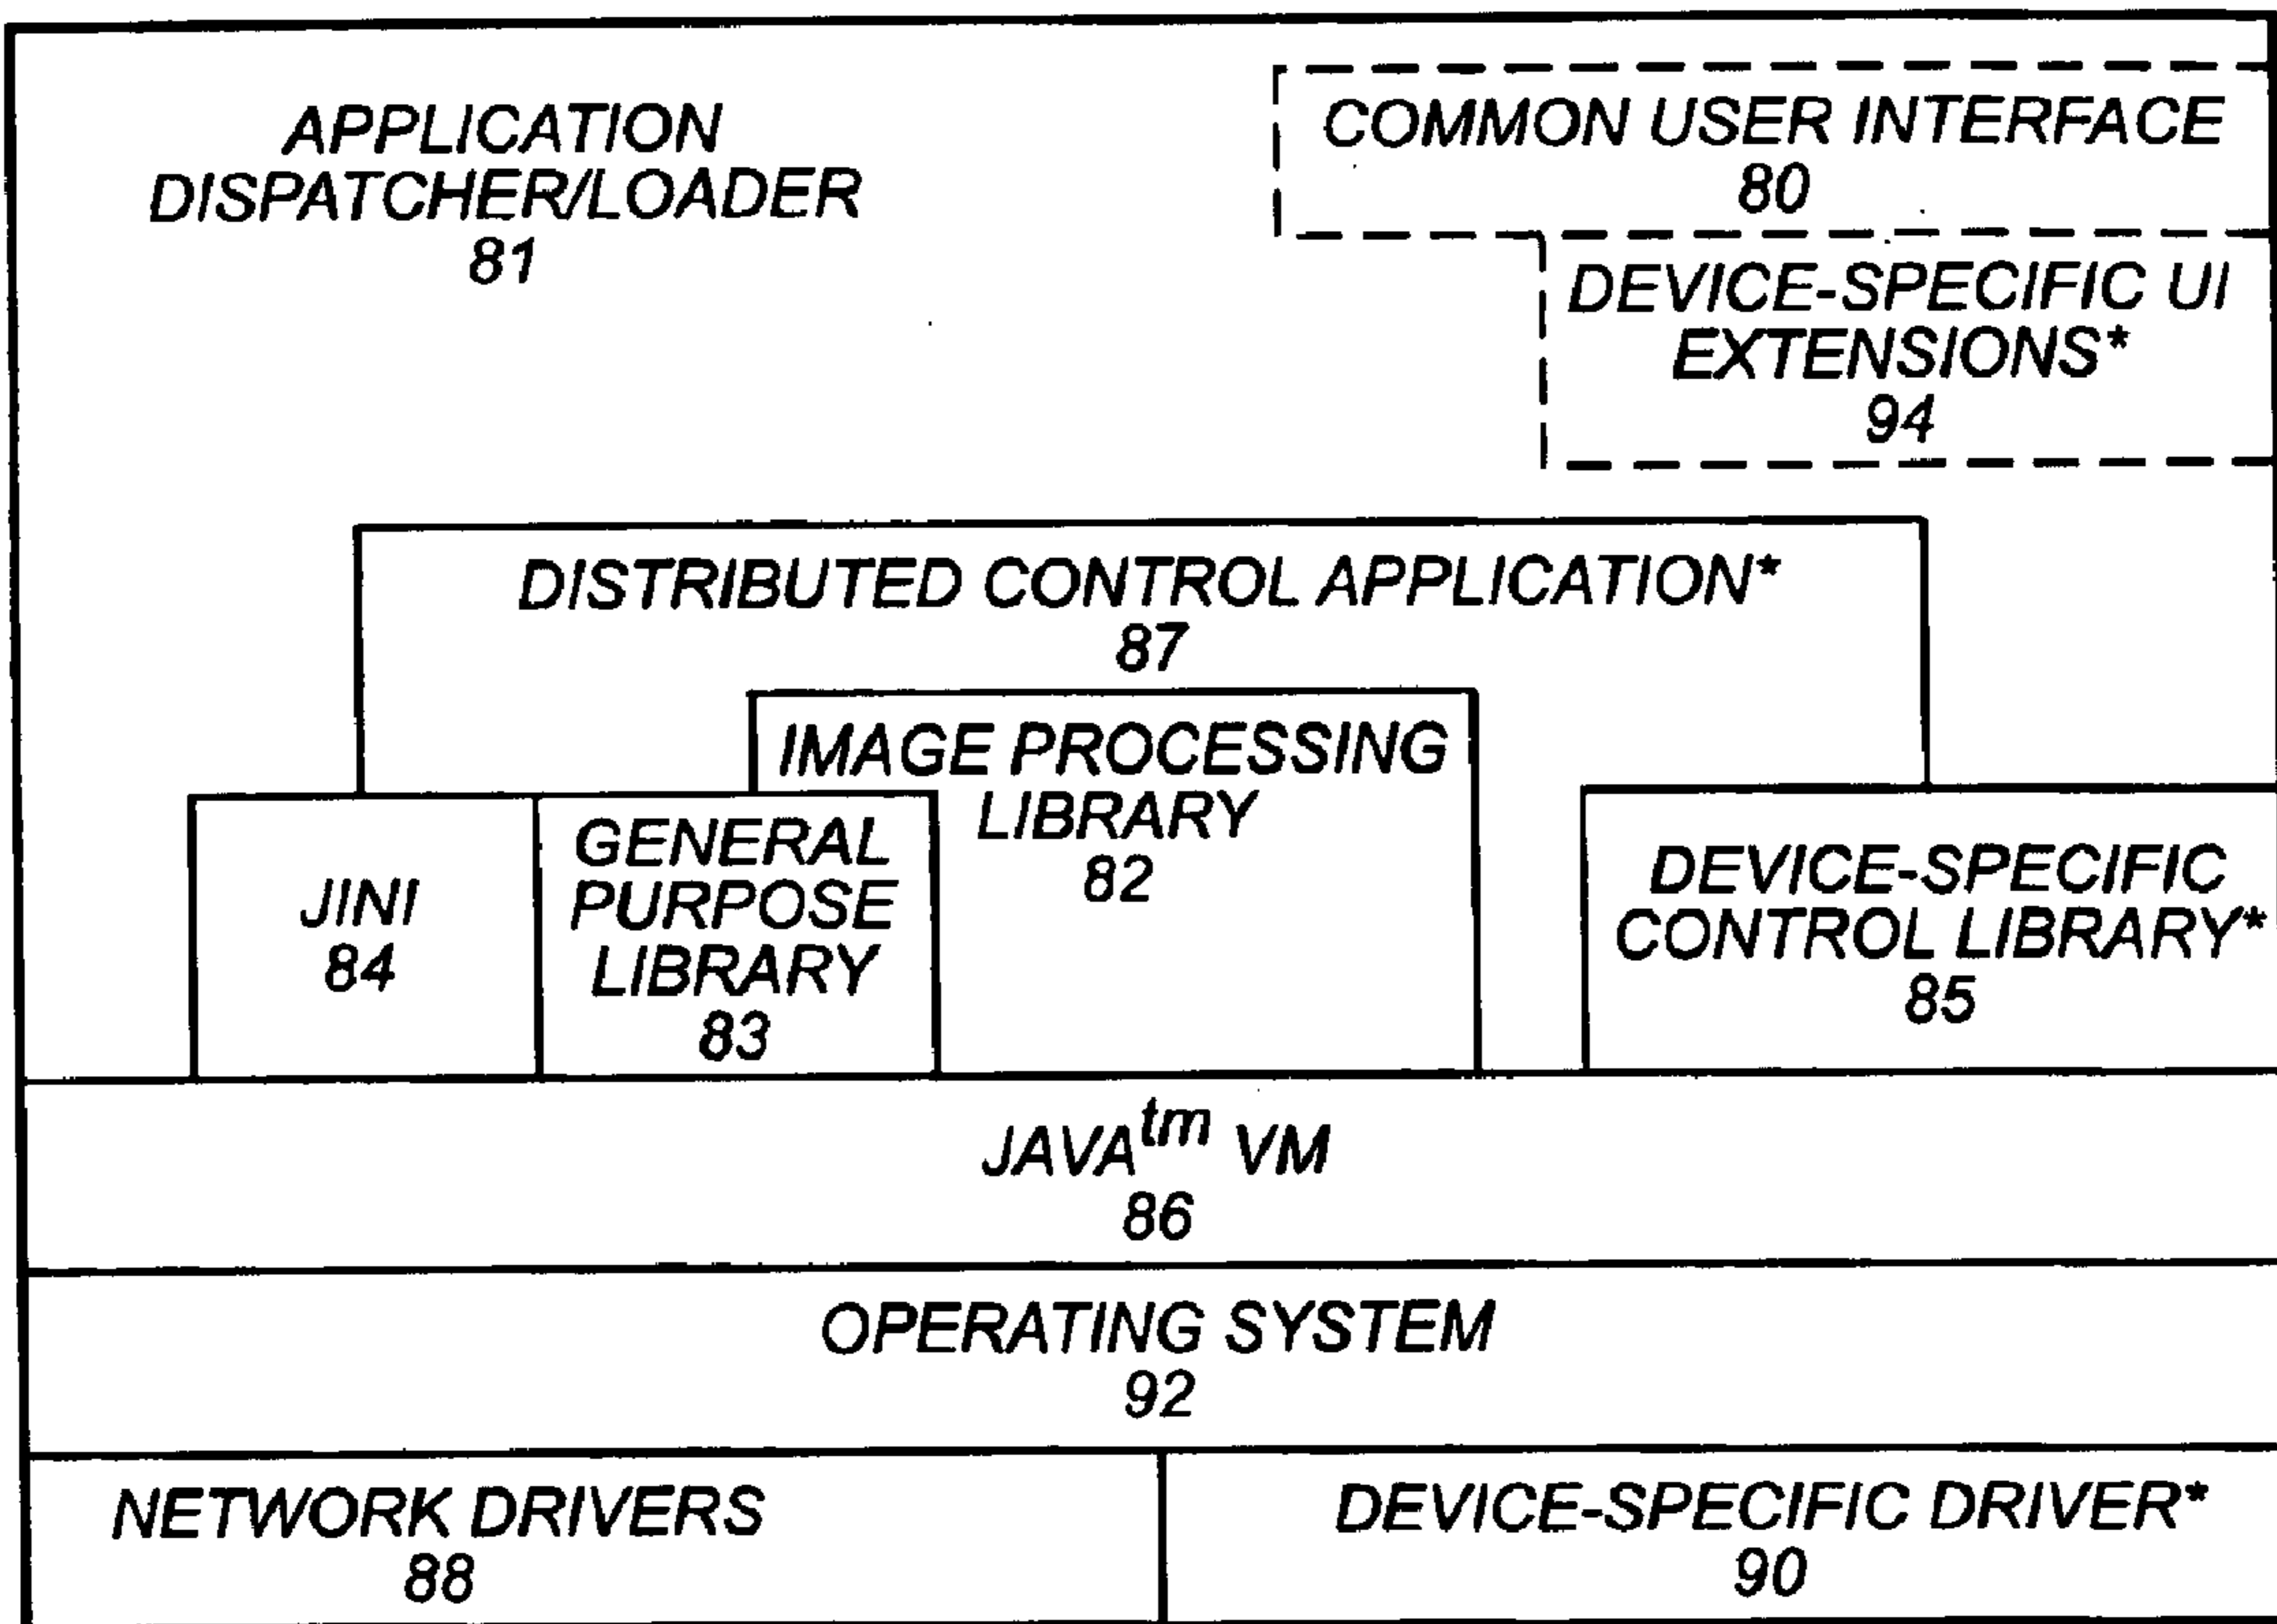 APPLICATION
DISPATCHER/LOADER
81
COMMON USER INTERFACE
80
DEVICE-SPECIFIC UI
EXTENSIONS*
94
DISTRIBUTED CONTROL APPLICATION*
87
IMAGE PROCESSING
LIBRARY
82
JINI
84
GENERAL
PURPOSE
LIBRARY
83
DEVICE-SPECIFIC
CONTROL LIBRARY*
85
JAVAtm VM
86
OPERATING SYSTEM
92
NETWORK DRIVERS
88
DEVICE-SPECIFIC DRIVER*
90